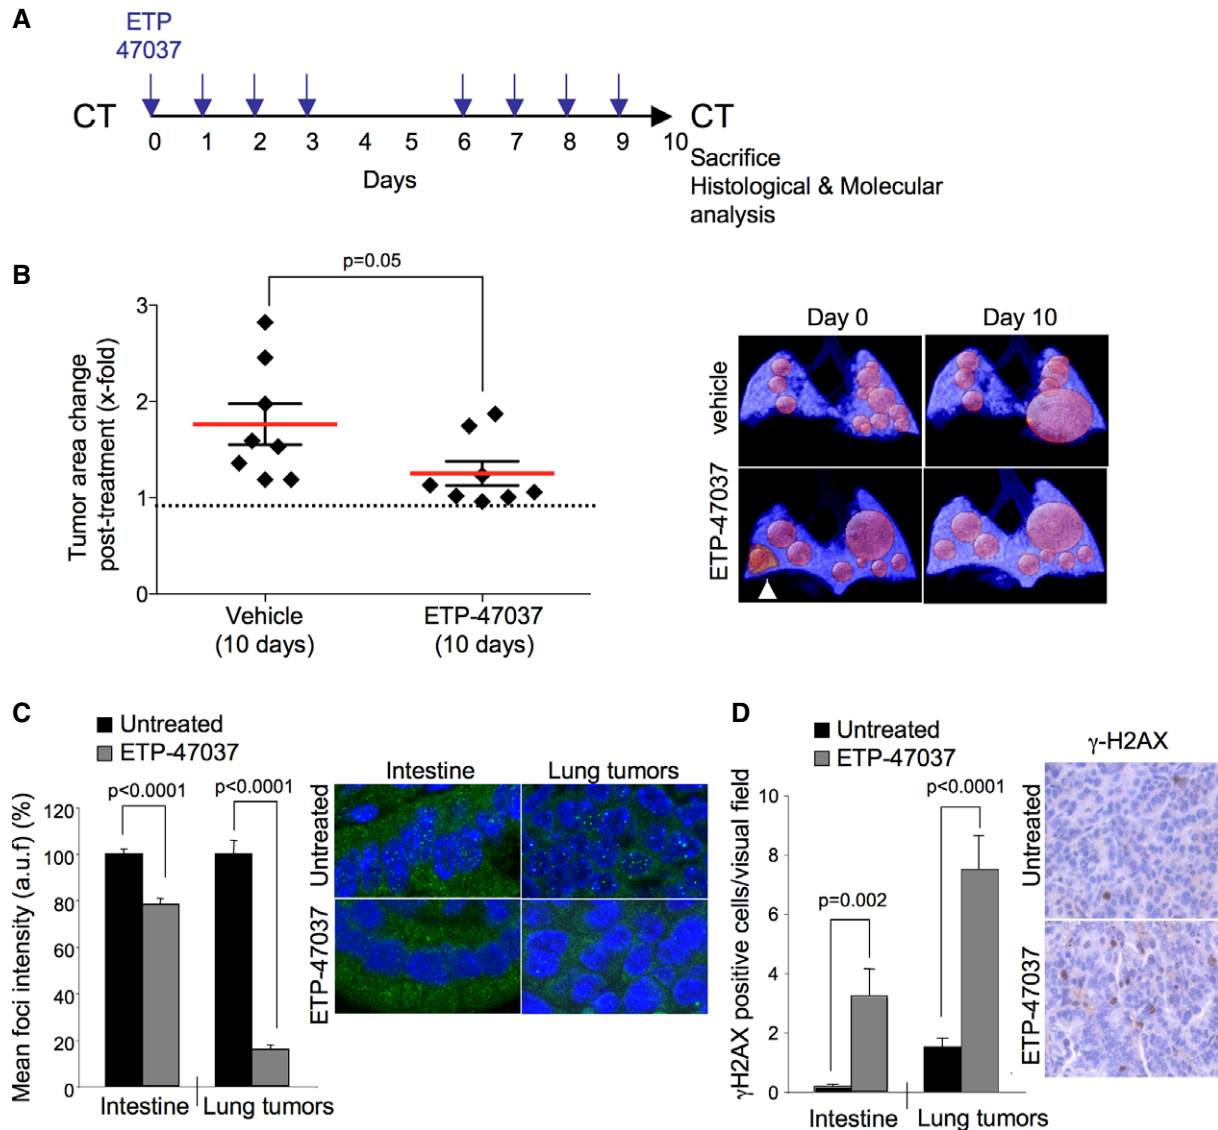 A
ETP
47037
CT
CT
0 1 2 3 4 5 6 7 8 9 10
Days
Sacrifice
Histological & Molecular
analysis
B
p=0.05
Tumor area change
post-treatment (x-fold)
3
2
1
0
Vehicle
(10 days)
ETP-47037
(10 days)
Day 0
Day 10
vehicle
ETP-47037
C
Untreated
ETP-47037
p<0.0001
p<0.0001
Mean foci intensity (a.u.f) (%)
120
100
80
60
40
20
0
Intestine
Lung tumors
Intestine
Lung tumors
Untreated
ETP-47037
D
Untreated
ETP-47037
p=0.002
p<0.0001
γH2AX positive cells/visual field
10
8
6
4
2
0
Intestine
Lung tumors
γ-H2AX
Untreated
ETP-47037